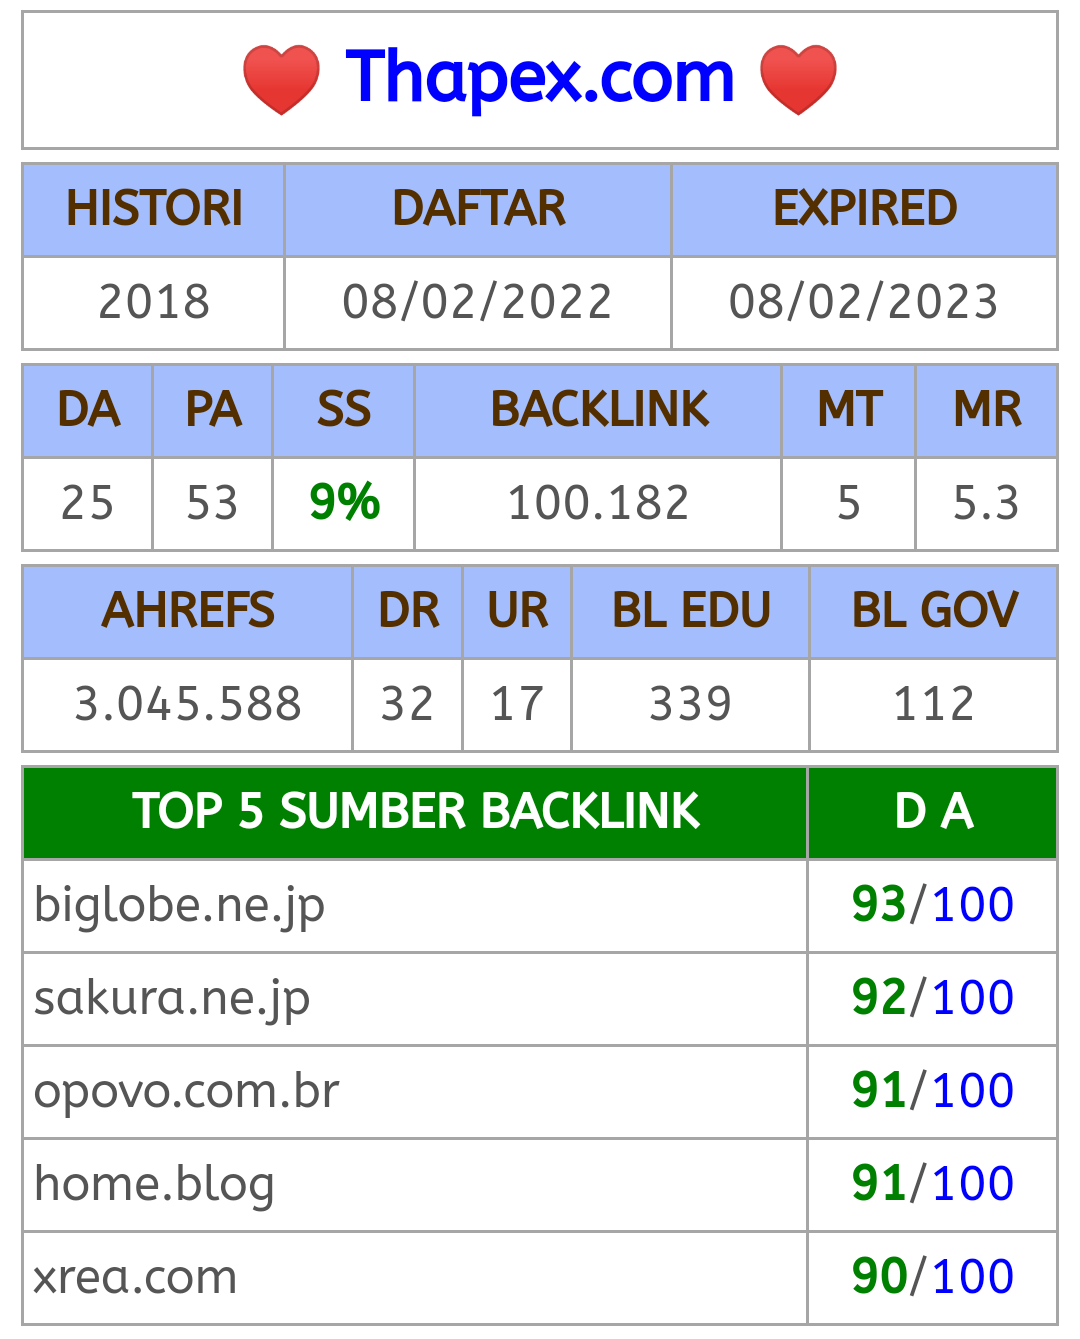 Thapex.com
HISTORI DAFTAR EXPIRED
2018 08/02/2022 08/02/2023
DA PA SS BACKLINK MT MR
25 53 9% 100.182 5 5.3
AHREFS DR UR BL EDU BL GOV
3.045.588 32 17 339 112
TOP 5 SUMBER BACKLINK D A
biglobe.ne.jp 93/100
sakura.ne.jp 92/100
opovo.com.br 91/100
home.blog 91/100
xrea.com 90/100